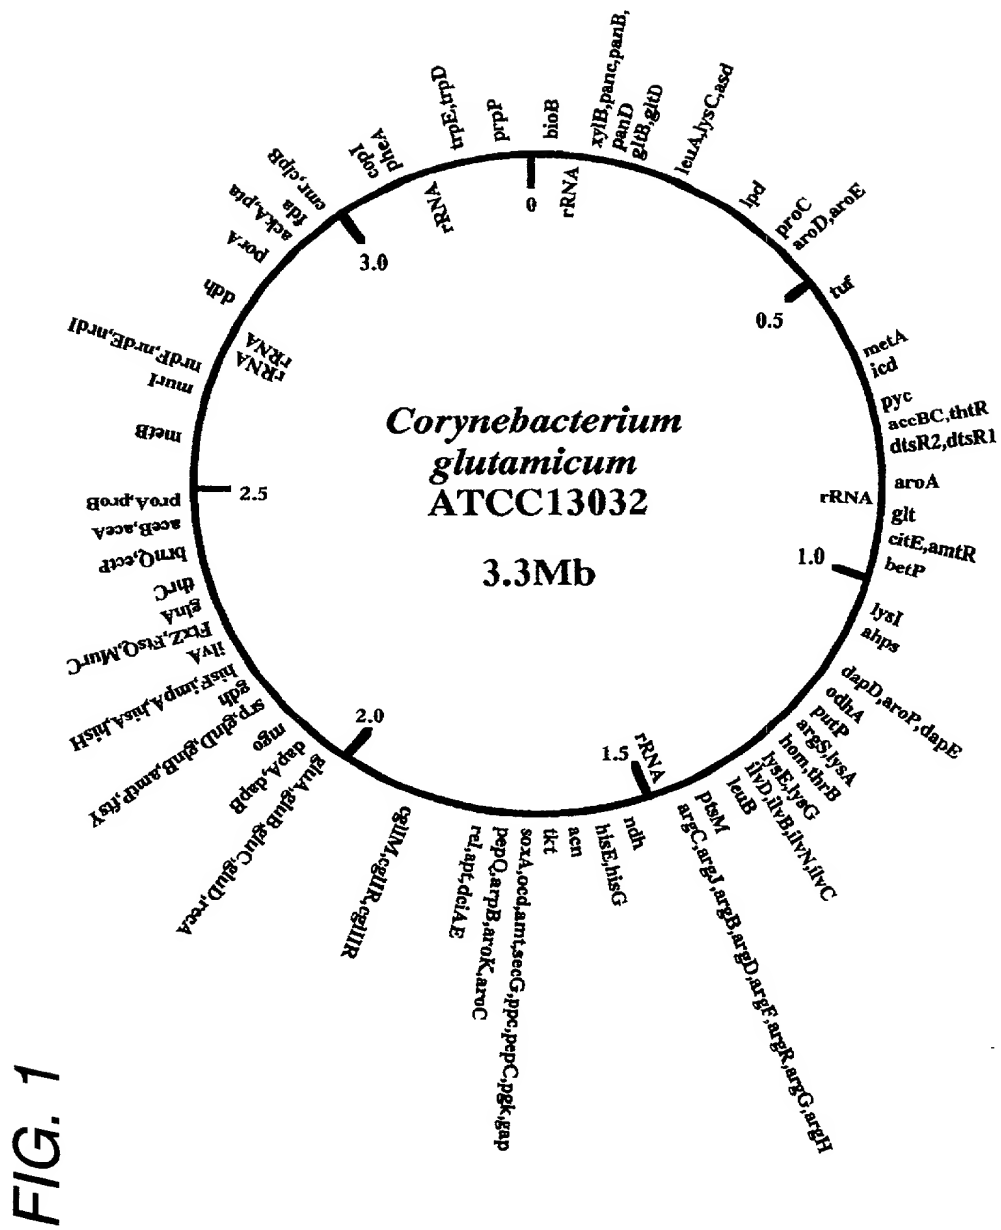 FIG. 1
Corynebacterium
glutamicum
ATCC13032
3.3Mb
0
0.5
1.0
1.5
2.0
2.5
3.0
bioB
rRNA
xylB,panc,panB,
panD
gltB,gltD
leuA,lysC,asd
lpd
proC
aroD,aroE
tuf
metA
icd
pyc
accBC,thtR
dtsR2,dtsR1
aroA
rRNA
glt
citE,amtR
betP
lysI
ahps
dapD,aroP,dapE
odhA
putP
argS,lysA
hom,thrB
lysE,lysG
ilvD,ilvB,ilvN,ilvC
leuB
ptsM
argC,argJ,argB,argD,argF,argR,argG,argH
rRNA
ndh
hisE,hisG
acn
tkt
soxA,ocd,amt,secG,ppc,pepC,pgk,gap
pepQ,arpB,aroK,aroC
rel,apt,dciAE
cglIM,cglIR,cglIIR
gluA,gluB,gluC,gluD,recA
dapA,dapB
mgo
srp,glnD,glnB,amtP,ftsY
gdh
hisF,impA,hisA,hisH
ilvA
FtxZ,FtsQ,MurC
glnA
thrC
brnQ,ectP
aceB,aceA
proA,proB
metB
murI
nrdF,nrdE,nrdI
rRNA
rRNA
ddh
porA
ackA,pta
fda
cmr,clpB
copI
pheA
rRNA
trpE,trpD
prpP